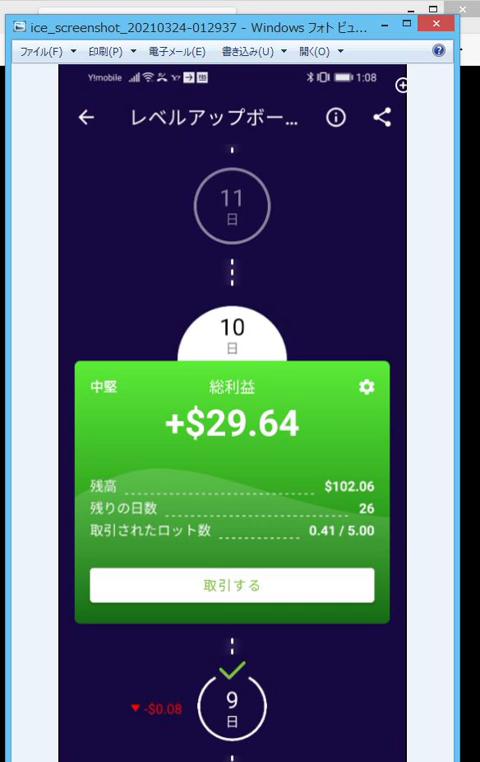 ice_screenshot_20210324-012937 - Windows フォト ビュ...
ファイル(F) 印刷(P) 電子メール(E) 書き込み(U) 開く(O)
Y!mobile 1:08
レベルアップボー...
11
日
10
日
中堅 総利益
+$29.64
残高 $102.06
残りの日数 26
取引されたロット数 0.41 / 5.00
取引する
9
-$0.08
日